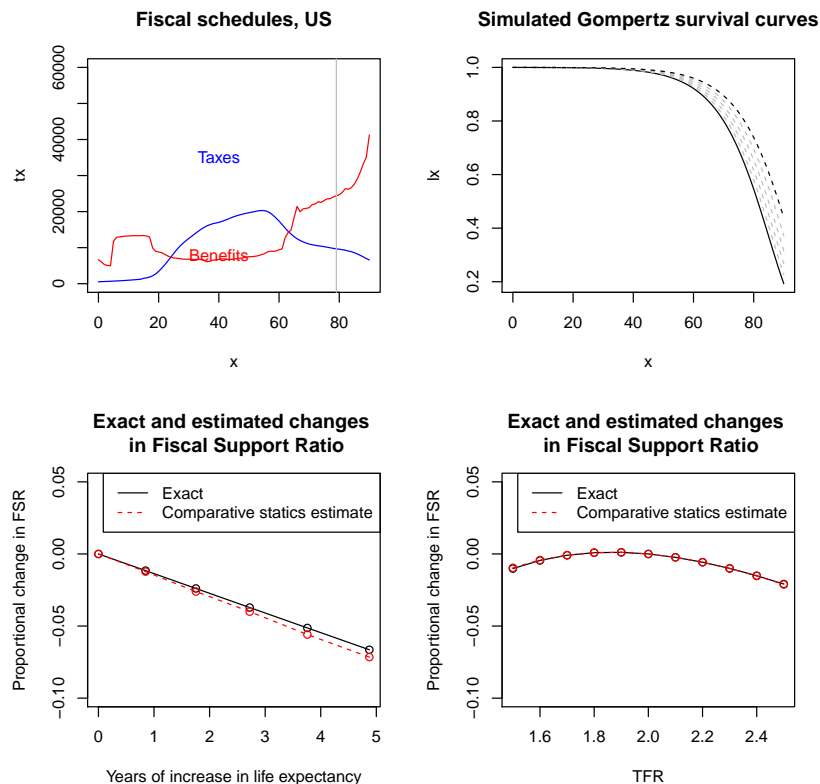 Fiscal schedules, US
60000
40000
20000
0
tx
Taxes
Benefits
0 20 40 60 80
x
Simulated Gompertz survival curves
1.0
0.8
0.6
0.4
0.2
lx
0 20 40 60 80
x
Exact and estimated changes
in Fiscal Support Ratio
0.05
0.00
−0.05
−0.10
Proportional change in FSR
Exact
Comparative statics estimate
0 1 2 3 4 5
Years of increase in life expectancy
Exact and estimated changes
in Fiscal Support Ratio
0.05
0.00
−0.05
−0.10
Proportional change in FSR
Exact
Comparative statics estimate
1.6 1.8 2.0 2.2 2.4
TFR